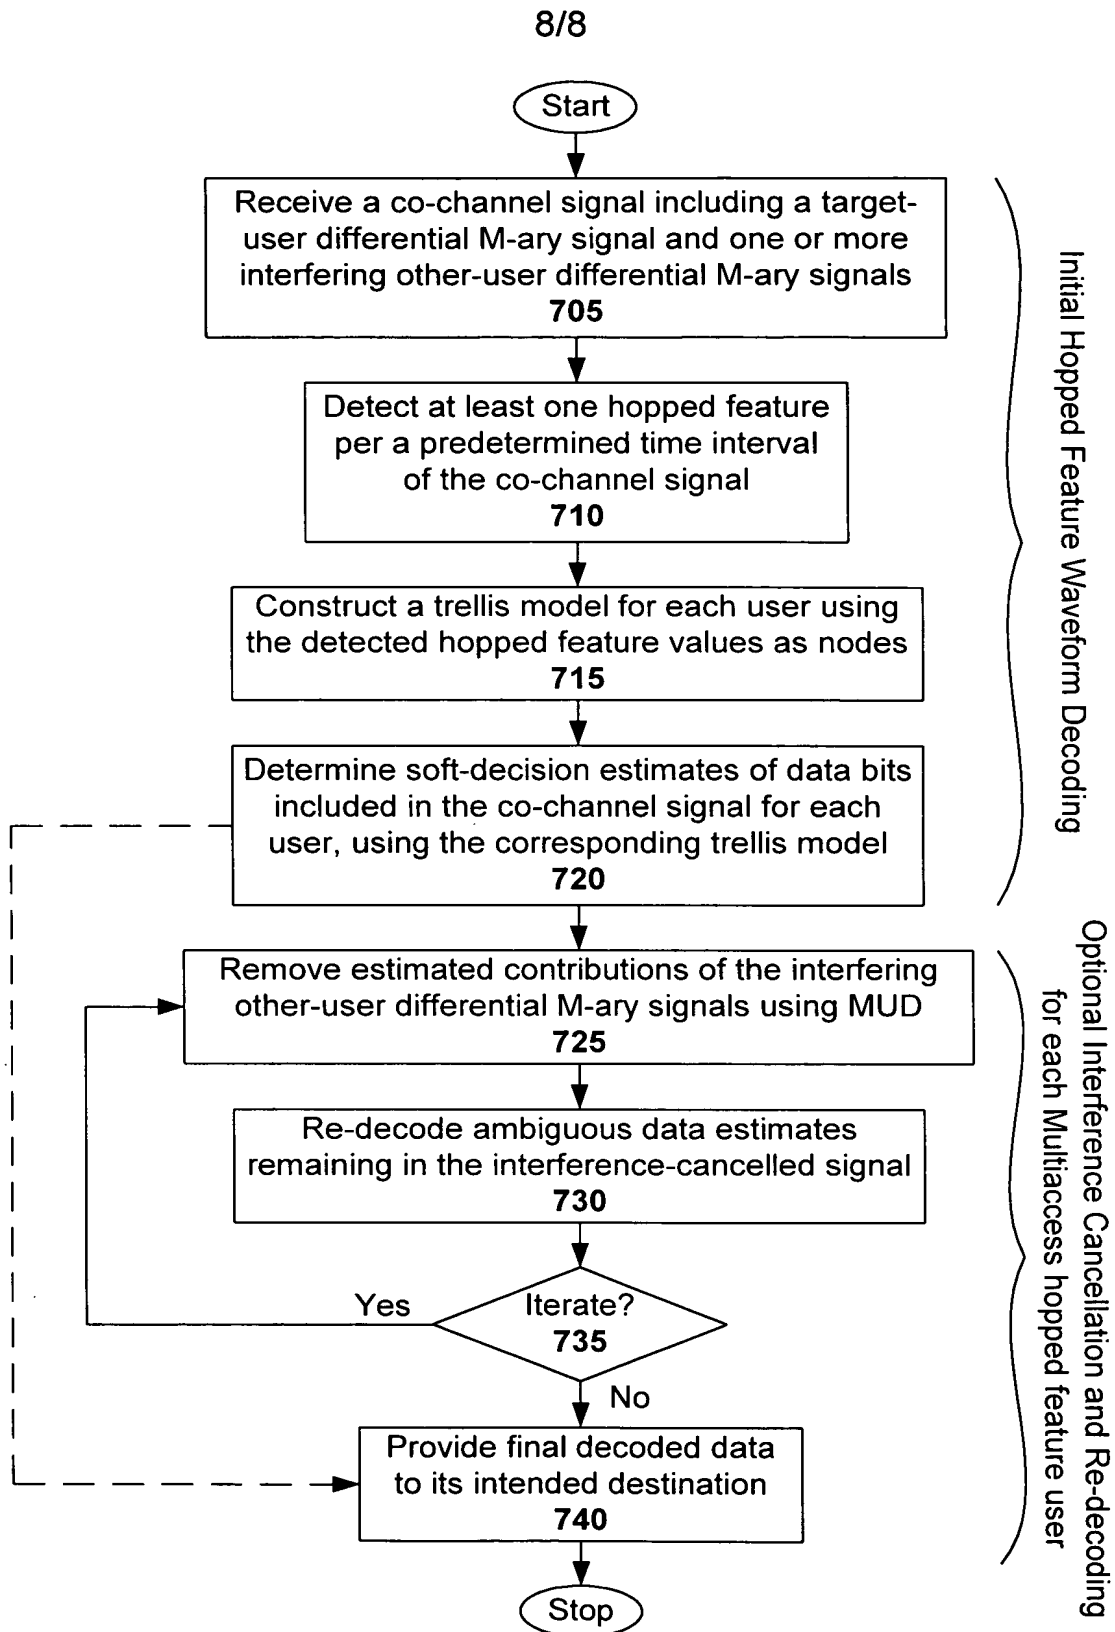 8/8
Start
Receive a co-channel signal including a target-
user differential M-ary signal and one or more
interfering other-user differential M-ary signals
705
Detect at least one hopped feature
per a predetermined time interval
of the co-channel signal
710
Construct a trellis model for each user using
the detected hopped feature values as nodes
715
Determine soft-decision estimates of data bits
included in the co-channel signal for each
user, using the corresponding trellis model
720
Initial Hopped Feature Waveform Decoding
Remove estimated contributions of the interfering
other-user differential M-ary signals using MUD
725
Re-decode ambiguous data estimates
remaining in the interference-cancelled signal
730
Iterate?
735
Yes
No
Provide final decoded data
to its intended destination
740
Optional Interference Cancellation and Re-decoding
for each Multiaccess hopped feature user
Stop